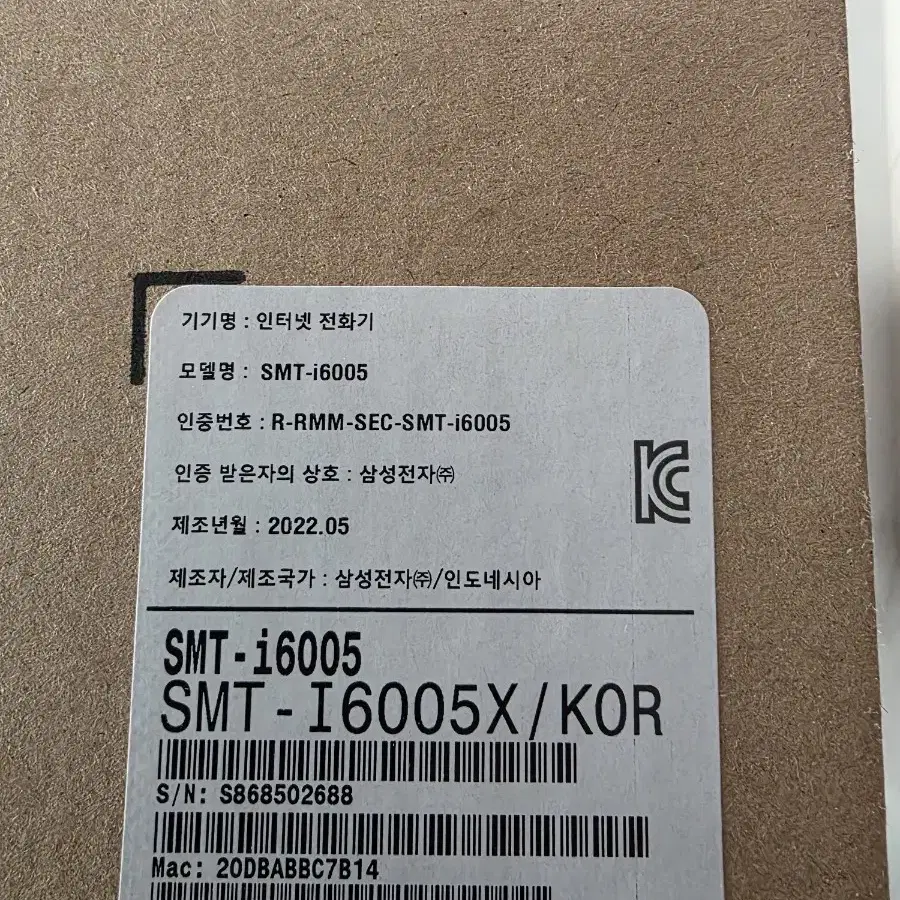 기기명 : 인터넷 전화기
모델명 : SMT-i6005
인증번호 : R-RMM-SEC-SMT-i6005
인증 받은자의 상호 : 삼성전자㈜
제조년월 : 2022.05
제조자/제조국가 : 삼성전자㈜/인도네시아
KC
SMT-i6005
SMT-I6005X/KOR
S/N: S868502688
Mac: 20DBABBC7B14